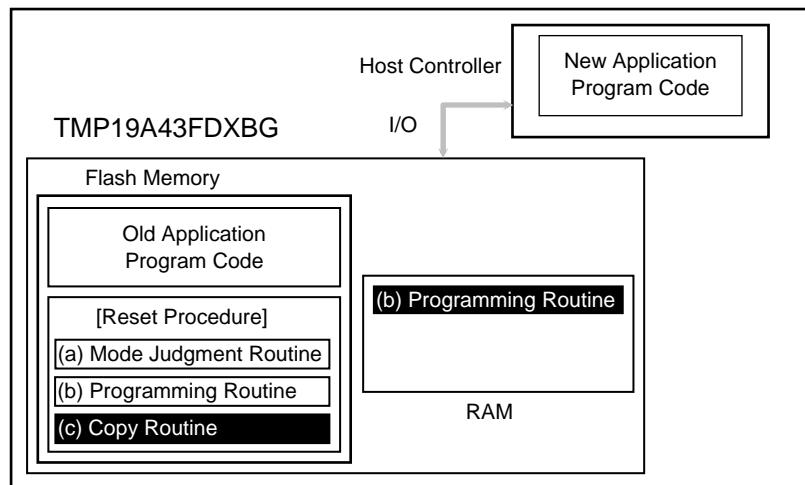 Host Controller
New Application
Program Code
TMP19A43FDXBG
I/O
Flash Memory
Old Application
Program Code
[Reset Procedure]
(a) Mode Judgment Routine
(b) Programming Routine
(c) Copy Routine
(b) Programming Routine
RAM